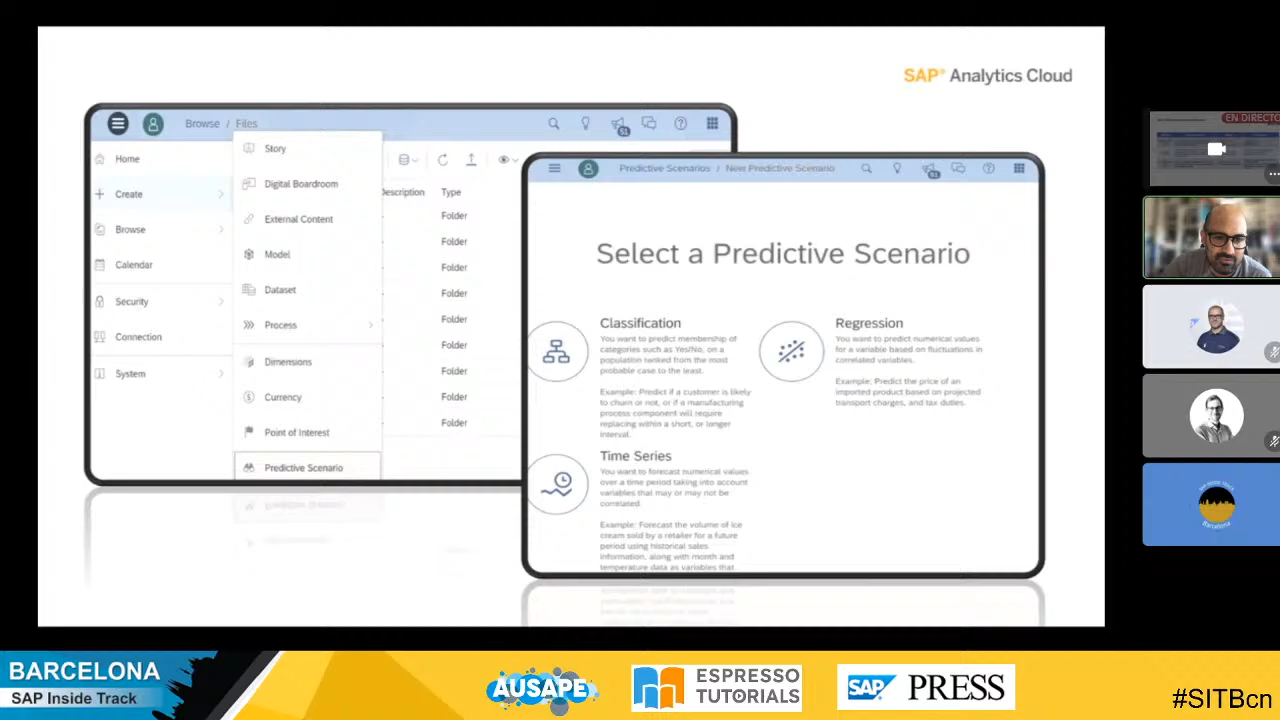 SAP Analytics Cloud
Browse / Files
51
Home
Create
Browse
Calendar
Security
Connection
System
Story
Digital Boardroom
External Content
Model
Dataset
Process
Dimensions
Currency
Point of Interest
Predictive Scenario
Description
Type
Folder
Folder
Folder
Folder
Folder
Folder
Folder
Folder
Folder
Predictive Scenarios / New Predictive Scenario
51
Select a Predictive Scenario
Classification
You want to predict membership of
categories such as Yes/No, on a
population ranked from the most
probable case to the least.
Example: Predict if a customer is likely
to churn or not, or if a manufacturing
process component will require
replacing within a short, or longer
interval.
Regression
You want to predict numerical values
for a variable based on fluctuations in
correlated variables.
Example: Predict the price of an
imported product based on projected
transport charges, and tax duties.
Time Series
You want to forecast numerical values
over a time period taking into account
variables that may or may not be
correlated.
Example: Forecast the volume of ice
cream sold by a retailer for a future
period using historical sales
information, along with month and
temperature data as variables that
EN DIRECTO
Barcelona
BARCELONA
SAP Inside Track
AUSAPE
ESPRESSO
TUTORIALS
SAP PRESS
#SITBcn